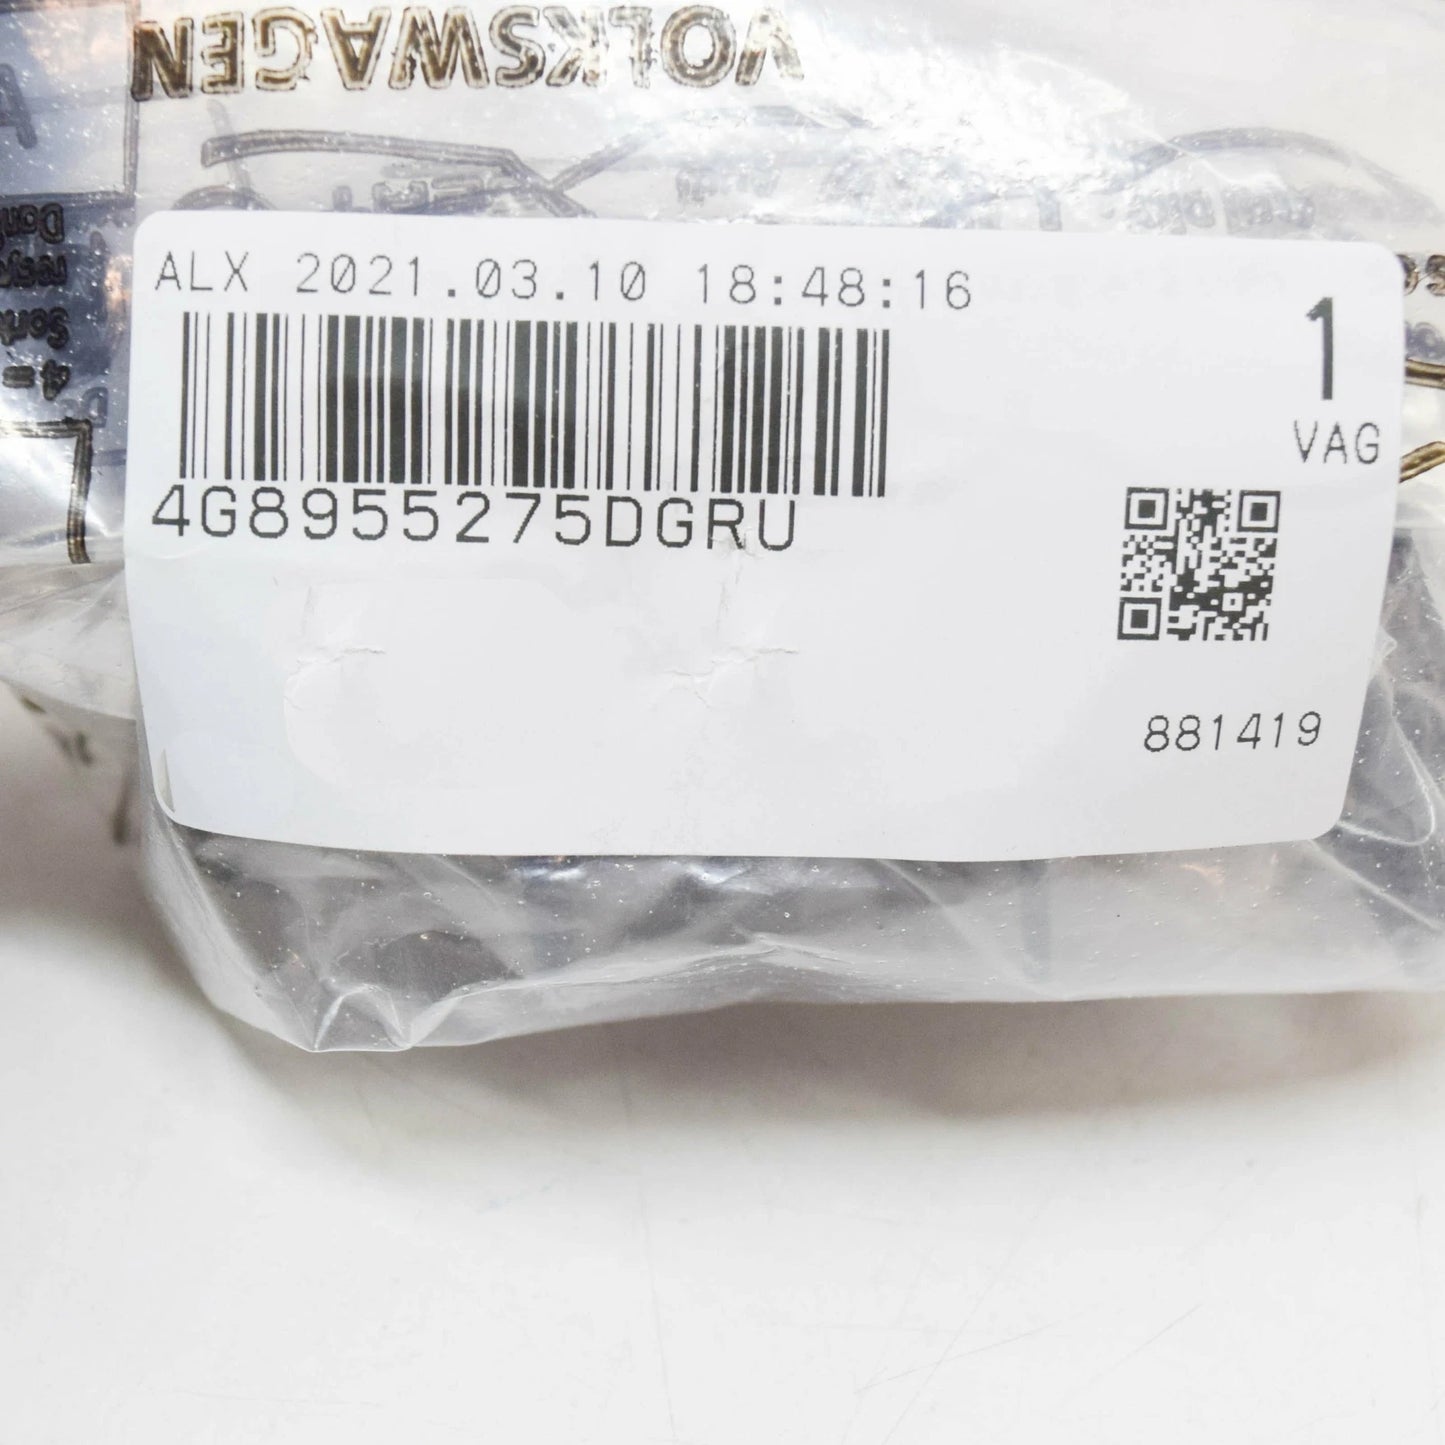 VOLKSWAGEN
ALX 2021.03.10 18:48:16
1
VAG
4G8955275DGRU
881419